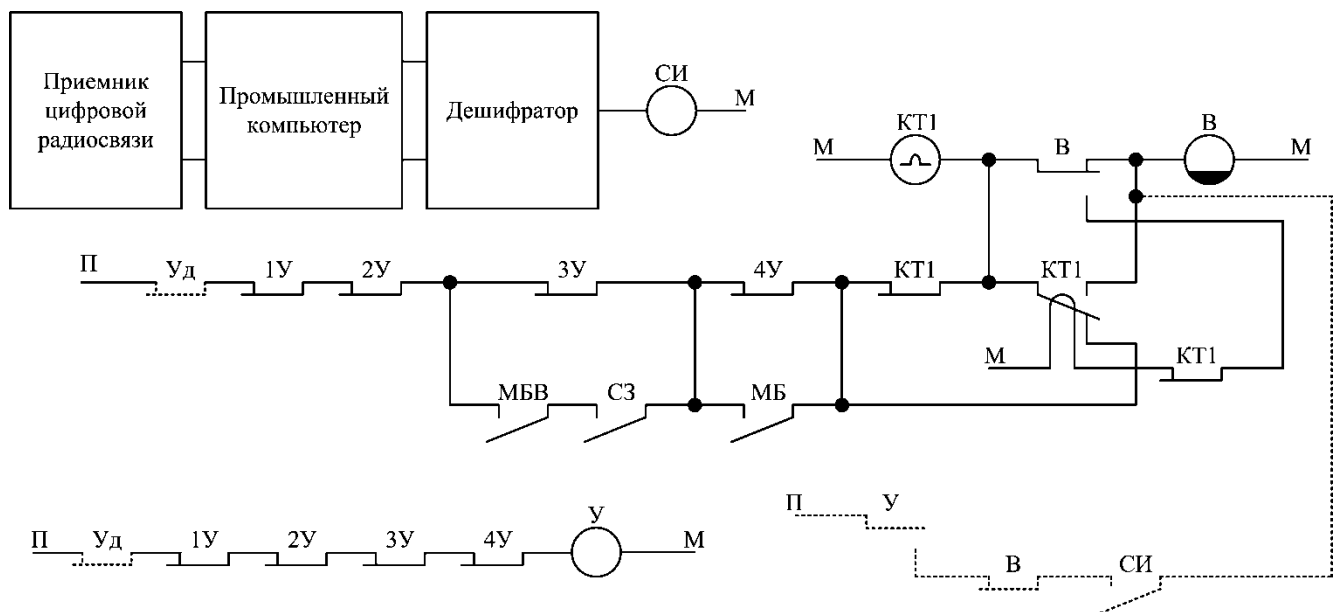 Приемник
цифровой
радиосвязи
Промышленный
компьютер
Дешифратор
СИ
М
КТ1
М
В
В
М
П
Уд
1У
2У
3У
4У
КТ1
КТ1
М
КТ1
МБВ
СЗ
МБ
П
Уд
1У
2У
3У
4У
У
М
П
У
В
СИ